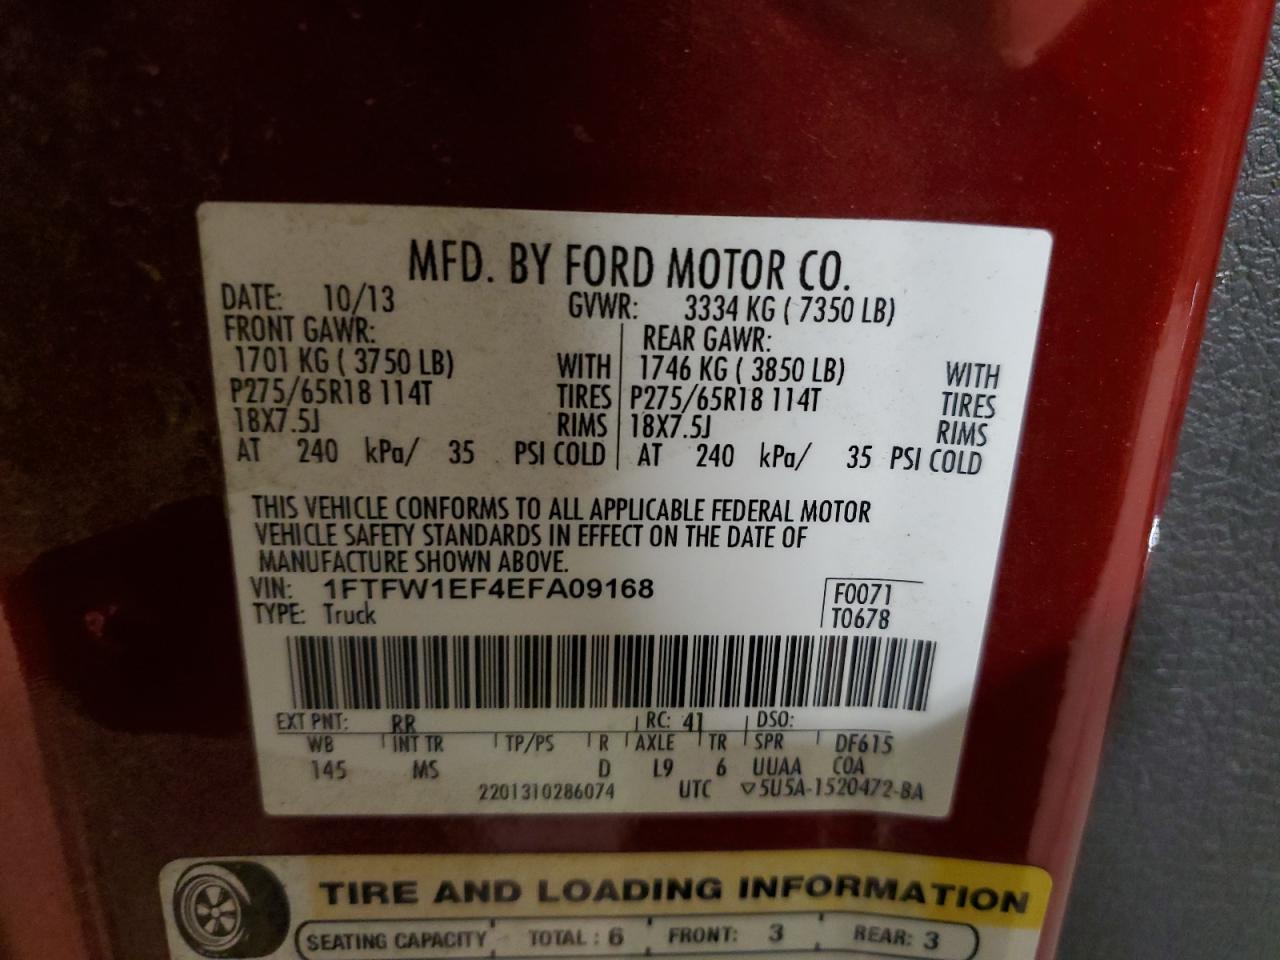 MFD. BY FORD MOTOR CO.
DATE: 10/13 GVWR: 3334 KG ( 7350 LB)
FRONT GAWR: REAR GAWR:
1701 KG ( 3750 LB) WITH 1746 KG ( 3850 LB) WITH
P275/65R18 114T TIRES P275/65R18 114T TIRES
18X7.5J RIMS 18X7.5J RIMS
AT 240 kPa/ 35 PSI COLD AT 240 kPa/ 35 PSI COLD
THIS VEHICLE CONFORMS TO ALL APPLICABLE FEDERAL MOTOR
VEHICLE SAFETY STANDARDS IN EFFECT ON THE DATE OF
MANUFACTURE SHOWN ABOVE.
VIN: 1FTFW1EF4EFA09168 F0071
TYPE: Truck T0678
EXT PNT: RR RC: 41 DSO:
WB INT TR TP/PS R AXLE TR SPR DF615
145 MS D L9 6 UUAA COA
2201310286074 UTC ▽5U5A-1520472-BA
TIRE AND LOADING INFORMATION
SEATING CAPACITY TOTAL : 6 FRONT: 3 REAR: 3